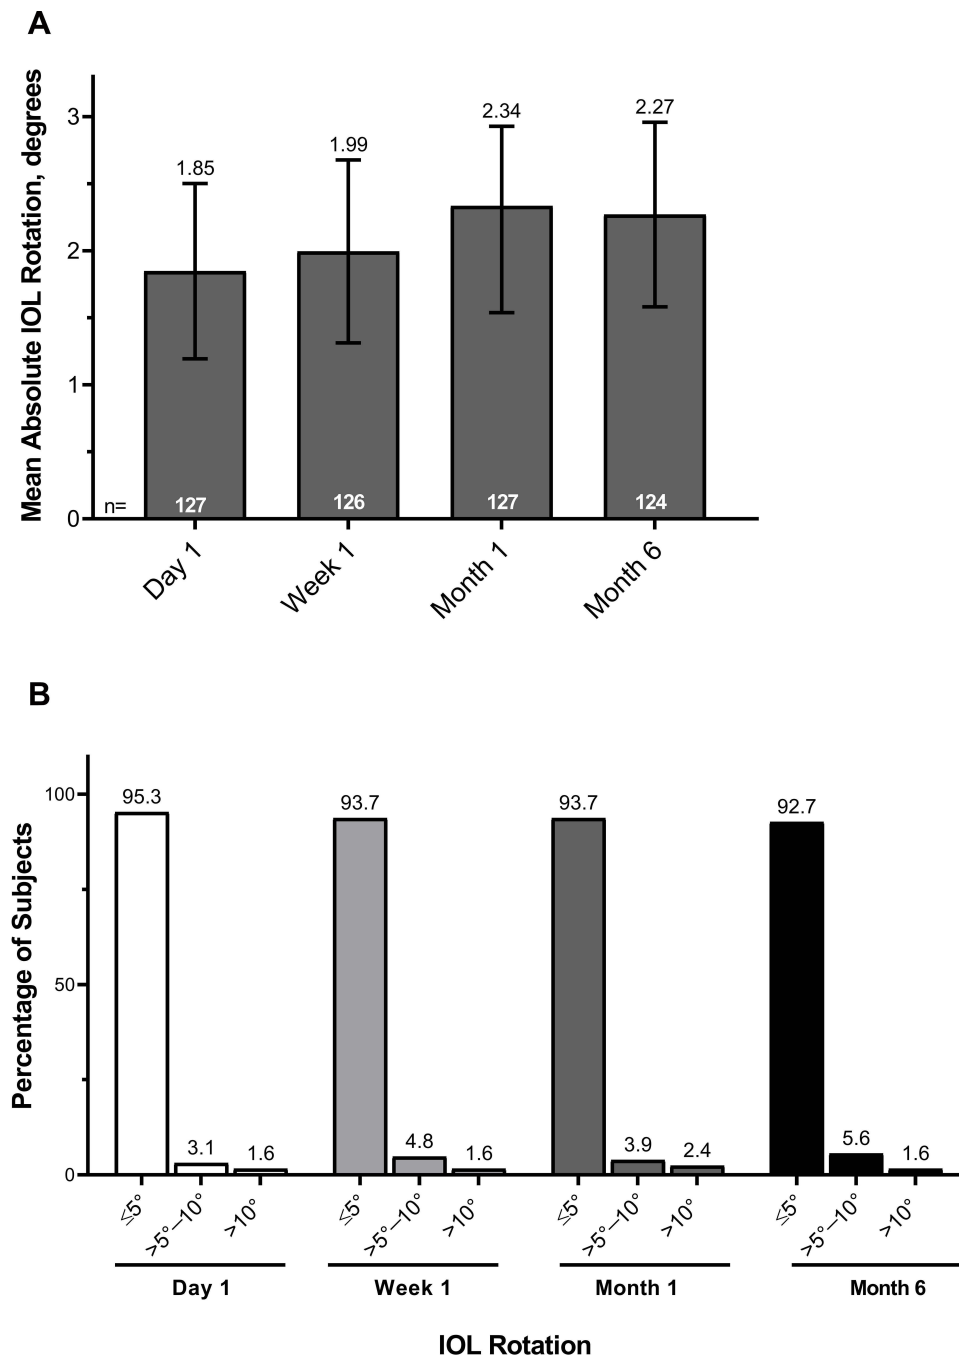 A
Mean Absolute IOL Rotation, degrees
3
2
1
0
1.85
1.99
2.34
2.27
n=
127
126
127
124
Day 1
Week 1
Month 1
Month 6
B
Percentage of Subjects
100
50
0
95.3
3.1
1.6
93.7
4.8
1.6
93.7
3.9
2.4
92.7
5.6
1.6
≤5°
>5°–10°
>10°
≤5°
>5°–10°
>10°
≤5°
>5°–10°
>10°
≤5°
>5°–10°
>10°
Day 1
Week 1
Month 1
Month 6
IOL Rotation